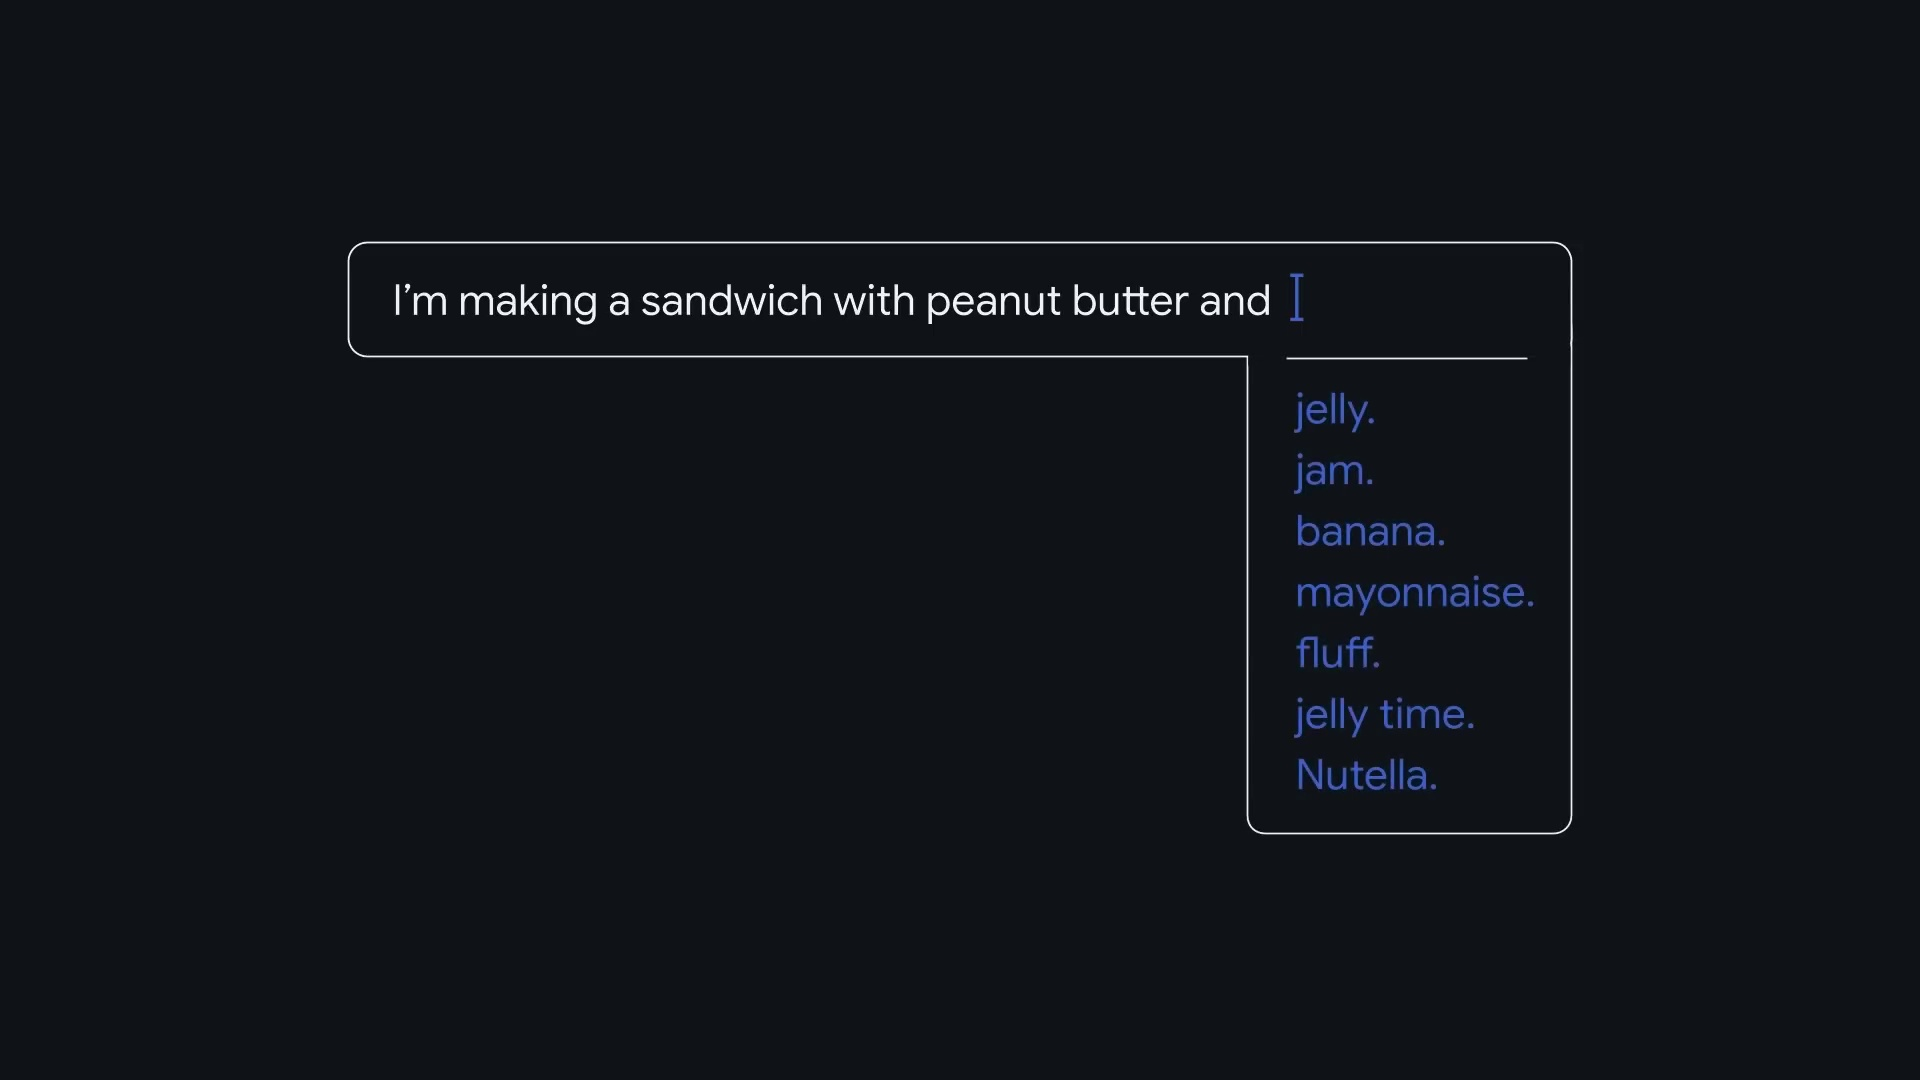 I’m making a sandwich with peanut butter and
jelly.
jam.
banana.
mayonnaise.
fluff.
jelly time.
Nutella.